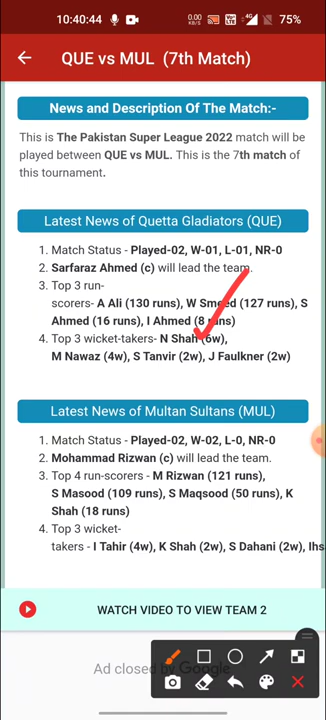 10:40:44
0.00
KB/S
Vo
LTE
4G
75%
QUE vs MUL (7th Match)
News and Description Of The Match:-
This is The Pakistan Super League 2022 match will be
played between QUE vs MUL. This is the 7th match of
this tournament.
Latest News of Quetta Gladiators (QUE)
1. Match Status - Played-02, W-01, L-01, NR-0
2. Sarfaraz Ahmed (c) will lead the team.
3. Top 3 run-
scorers- A Ali (130 runs), W Smeed (127 runs), S
Ahmed (16 runs), I Ahmed (8 runs)
4. Top 3 wicket-takers- N Shah (6w),
M Nawaz (4w), S Tanvir (2w), J Faulkner (2w)
Latest News of Multan Sultans (MUL)
1. Match Status - Played-02, W-02, L-0, NR-0
2. Mohammad Rizwan (c) will lead the team.
3. Top 4 run-scorers - M Rizwan (121 runs),
S Masood (109 runs), S Maqsood (50 runs), K
Shah (18 runs)
4. Top 3 wicket-
takers - I Tahir (4w), K Shah (2w), S Dahani (2w), Ihs
WATCH VIDEO TO VIEW TEAM 2
Ad closed by Google